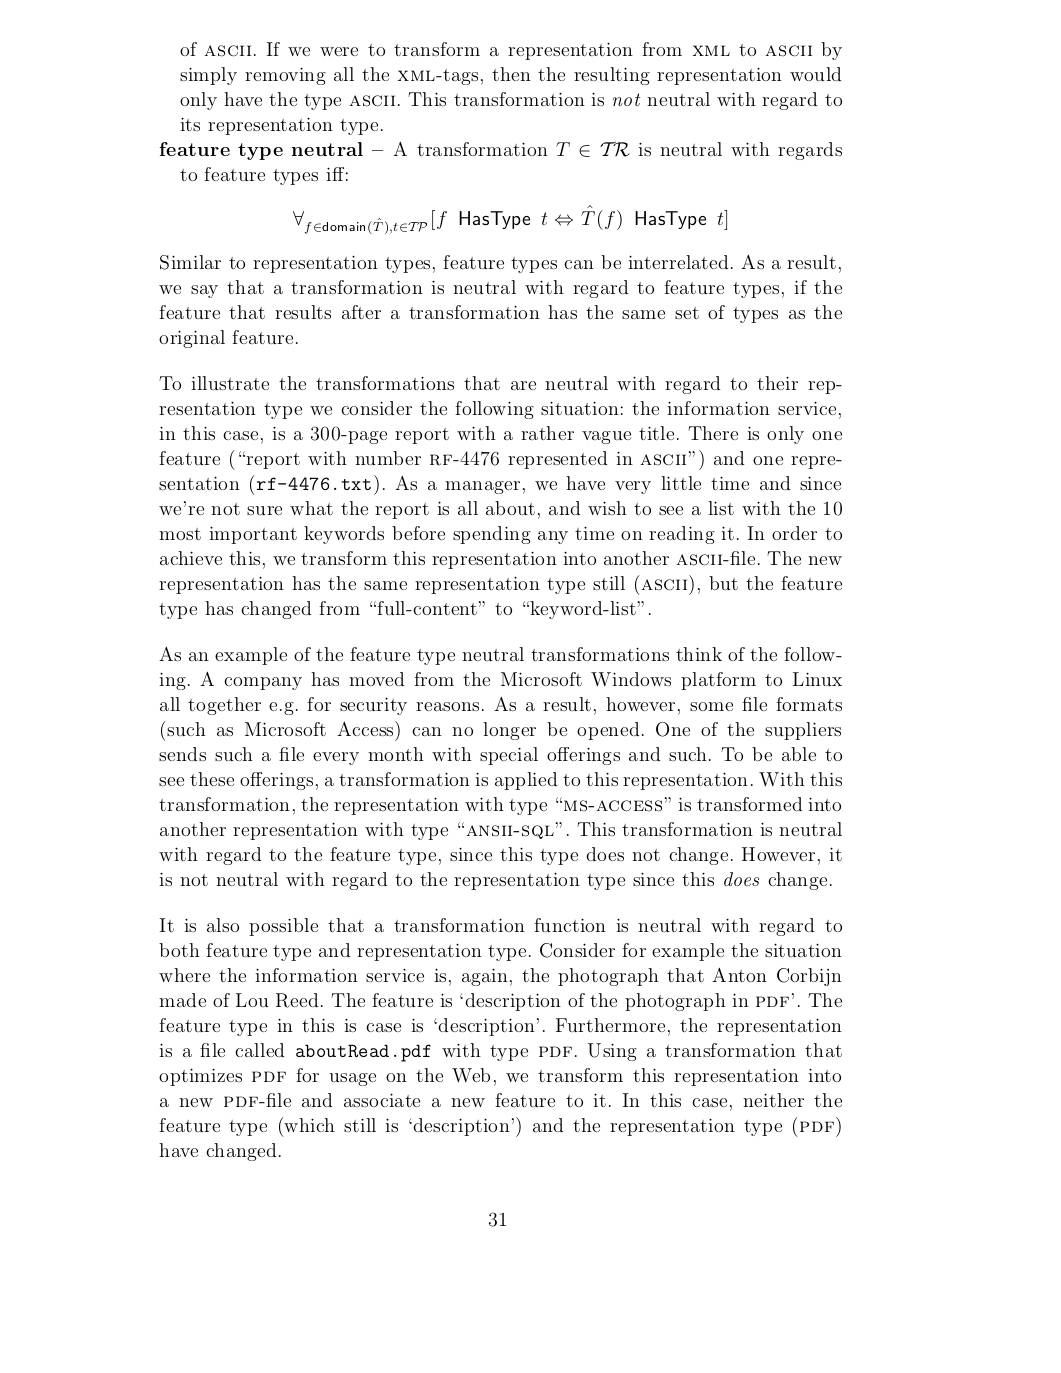 of ASCII. If we were to transform a representation from XML to ASCII by
simply removing all the XML-tags, then the resulting representation would
only have the type ASCII. This transformation is not neutral with regard to
its representation type.
feature type neutral – A transformation T ∈ 𝒯ℛ is neutral with regards
to feature types iff:
∀f∈domain(T̂),t∈𝒯𝒫[f HasType t ⇔ T̂(f) HasType t]
Similar to representation types, feature types can be interrelated. As a result,
we say that a transformation is neutral with regard to feature types, if the
feature that results after a transformation has the same set of types as the
original feature.
To illustrate the transformations that are neutral with regard to their rep-
resentation type we consider the following situation: the information service,
in this case, is a 300-page report with a rather vague title. There is only one
feature (“report with number RF-4476 represented in ASCII”) and one repre-
sentation (rf-4476.txt). As a manager, we have very little time and since
we’re not sure what the report is all about, and wish to see a list with the 10
most important keywords before spending any time on reading it. In order to
achieve this, we transform this representation into another ASCII-file. The new
representation has the same representation type still (ASCII), but the feature
type has changed from “full-content” to “keyword-list”.
As an example of the feature type neutral transformations think of the follow-
ing. A company has moved from the Microsoft Windows platform to Linux
all together e.g. for security reasons. As a result, however, some file formats
(such as Microsoft Access) can no longer be opened. One of the suppliers
sends such a file every month with special offerings and such. To be able to
see these offerings, a transformation is applied to this representation. With this
transformation, the representation with type “MS-ACCESS” is transformed into
another representation with type “ANSII-SQL”. This transformation is neutral
with regard to the feature type, since this type does not change. However, it
is not neutral with regard to the representation type since this does change.
It is also possible that a transformation function is neutral with regard to
both feature type and representation type. Consider for example the situation
where the information service is, again, the photograph that Anton Corbijn
made of Lou Reed. The feature is ‘description of the photograph in PDF’. The
feature type in this is case is ‘description’. Furthermore, the representation
is a file called aboutRead.pdf with type PDF. Using a transformation that
optimizes PDF for usage on the Web, we transform this representation into
a new PDF-file and associate a new feature to it. In this case, neither the
feature type (which still is ‘description’) and the representation type (PDF)
have changed.
31